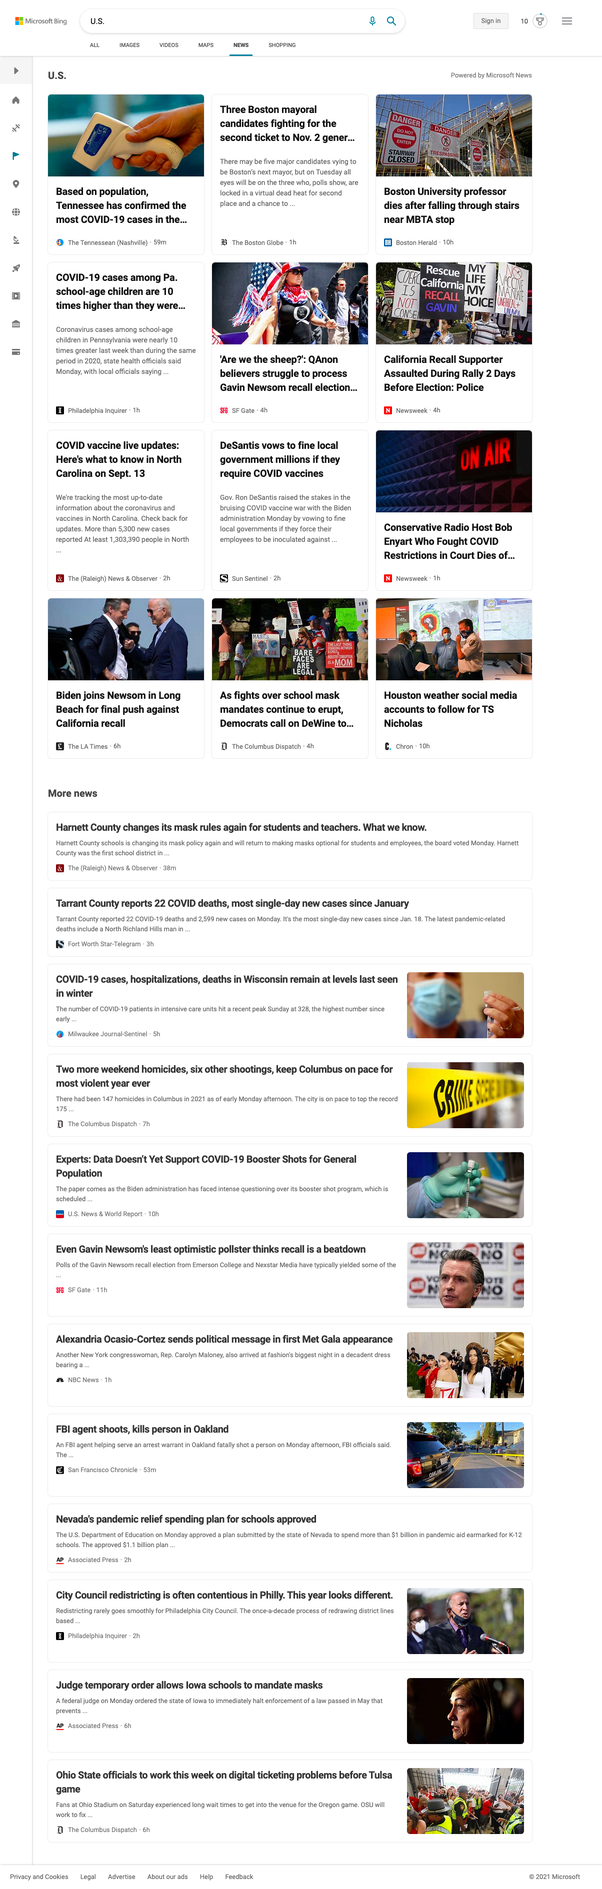 Microsoft Bing
U.S.
Sign in
10
ALL
IMAGES
VIDEOS
MAPS
NEWS
SHOPPING
U.S.
Powered by Microsoft News
Based on population,
Tennessee has confirmed the
most COVID-19 cases in the...
The Tennessean (Nashville) · 59m
Three Boston mayoral
candidates fighting for the
second ticket to Nov. 2 gener...
There may be five major candidates vying to
be Boston's next mayor, but on Tuesday all
eyes will be on the three who, polls show, are
locked in a virtual dead heat for second
place and a chance to ...
The Boston Globe · 1h
DANGER
DO NOT
ENTER
STAIRWAY
CLOSED
DANGER
Boston University professor
dies after falling through stairs
near MBTA stop
Boston Herald · 10h
COVID-19 cases among Pa.
school-age children are 10
times higher than they were...
Coronavirus cases among school-age
children in Pennsylvania were nearly 10
times greater last week than during the same
period in 2020, state health officials said
Monday, with local officials saying ...
Philadelphia Inquirer · 1h
'Are we the sheep?': QAnon
believers struggle to process
Gavin Newsom recall election...
SF Gate · 4h
Rescue
California
RECALL
GAVIN
MY
LIFE
MY
CHOICE
IS
NOT
California Recall Supporter
Assaulted During Rally 2 Days
Before Election: Police
Newsweek · 4h
COVID vaccine live updates:
Here's what to know in North
Carolina on Sept. 13
We're tracking the most up-to-date
information about the coronavirus and
vaccines in North Carolina. Check back for
updates. More than 5,300 new cases
reported At least 1,303,390 people in North
...
The (Raleigh) News & Observer · 2h
DeSantis vows to fine local
government millions if they
require COVID vaccines
Gov. Ron DeSantis raised the stakes in the
bruising COVID vaccine war with the Biden
administration Monday by vowing to fine
local governments if they force their
employees to be inoculated against ...
Sun Sentinel · 2h
ON AIR
Conservative Radio Host Bob
Enyart Who Fought COVID
Restrictions in Court Dies of...
Newsweek · 1h
Biden joins Newsom in Long
Beach for final push against
California recall
The LA Times · 6h
BARE
FACES
ARE
LEGAL
MOM
As fights over school mask
mandates continue to erupt,
Democrats call on DeWine to...
The Columbus Dispatch · 4h
Houston weather social media
accounts to follow for TS
Nicholas
Chron · 10h
More news
Harnett County changes its mask rules again for students and teachers. What we know.
Harnett County schools is changing its mask policy again and will return to making masks optional for students and employees, the board voted Monday. Harnett
County was the first school district in ...
The (Raleigh) News & Observer · 38m
Tarrant County reports 22 COVID deaths, most single-day new cases since January
Tarrant County reported 22 COVID-19 deaths and 2,599 new cases on Monday. It's the most single-day new cases since Jan. 18. The latest pandemic-related
deaths include a North Richland Hills man in ...
Fort Worth Star-Telegram · 3h
COVID-19 cases, hospitalizations, deaths in Wisconsin remain at levels last seen
in winter
The number of COVID-19 patients in intensive care units hit a recent peak Sunday at 328, the highest number since
early ...
Milwaukee Journal-Sentinel · 5h
Two more weekend homicides, six other shootings, keep Columbus on pace for
most violent year ever
There had been 147 homicides in Columbus in 2021 as of early Monday afternoon. The city is on pace to top the record
175 ...
The Columbus Dispatch · 7h
CRIME SCENE
Experts: Data Doesn't Yet Support COVID-19 Booster Shots for General
Population
The paper comes as the Biden administration has faced intense questioning over its booster shot program, which is
scheduled ...
U.S. News & World Report · 10h
Even Gavin Newsom's least optimistic pollster thinks recall is a beatdown
Polls of the Gavin Newsom recall election from Emerson College and Nexstar Media have typically yielded some of the
...
SF Gate · 11h
VOTE
NO
NO
Alexandria Ocasio-Cortez sends political message in first Met Gala appearance
Another New York congresswoman, Rep. Carolyn Maloney, also arrived at fashion's biggest night in a decadent dress
bearing a ...
NBC News · 1h
FBI agent shoots, kills person in Oakland
An FBI agent helping serve an arrest warrant in Oakland fatally shot a person on Monday afternoon, FBI officials said.
The ...
San Francisco Chronicle · 53m
Nevada's pandemic relief spending plan for schools approved
The U.S. Department of Education on Monday approved a plan submitted by the state of Nevada to spend more than $1 billion in pandemic aid earmarked for K-12
schools. The approved $1.1 billion plan ...
Associated Press · 2h
City Council redistricting is often contentious in Philly. This year looks different.
Redistricting rarely goes smoothly for Philadelphia City Council. The once-a-decade process of redrawing district lines
based ...
Philadelphia Inquirer · 2h
Judge temporary order allows Iowa schools to mandate masks
A federal judge on Monday ordered the state of Iowa to immediately halt enforcement of a law passed in May that
prevents ...
Associated Press · 6h
Ohio State officials to work this week on digital ticketing problems before Tulsa
game
Fans at Ohio Stadium on Saturday experienced long wait times to get into the venue for the Oregon game. OSU will
work to fix ...
The Columbus Dispatch · 6h
Privacy and Cookies
Legal
Advertise
About our ads
Help
Feedback
© 2021 Microsoft